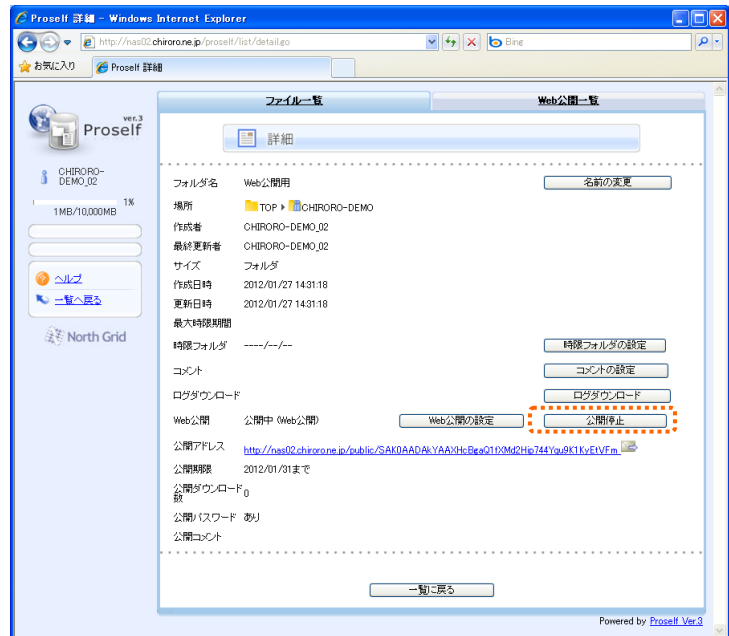 Proself 詳細 - Windows Internet Explorer
http://nas02.chiroro.ne.jp/proself/list/detail.go
Bing
お気に入り
Proself 詳細
ファイル一覧
Web公開一覧
ver.3
Proself
詳細
CHIRORO-
DEMO_02
1%
1MB/10,000MB
ヘルプ
一覧へ戻る
North Grid
フォルダ名 Web公開用 名前の変更
場所 TOP CHIRORO-DEMO
作成者 CHIRORO-DEMO_02
最終更新者 CHIRORO-DEMO_02
サイズ フォルダ
作成日時 2012/01/27 14:31:18
更新日時 2012/01/27 14:31:18
最大時限期間
時限フォルダ ----/--/-- 時限フォルダの設定
コメント コメントの設定
ログダウンロード ログダウンロード
Web公開 公開中 (Web公開) Web公開の設定 公開停止
公開アドレス
公開期限 2012/01/31まで
公開ダウンロード
数 0
公開パスワード あり
公開コメント
一覧に戻る
Powered by Proself Ver.3